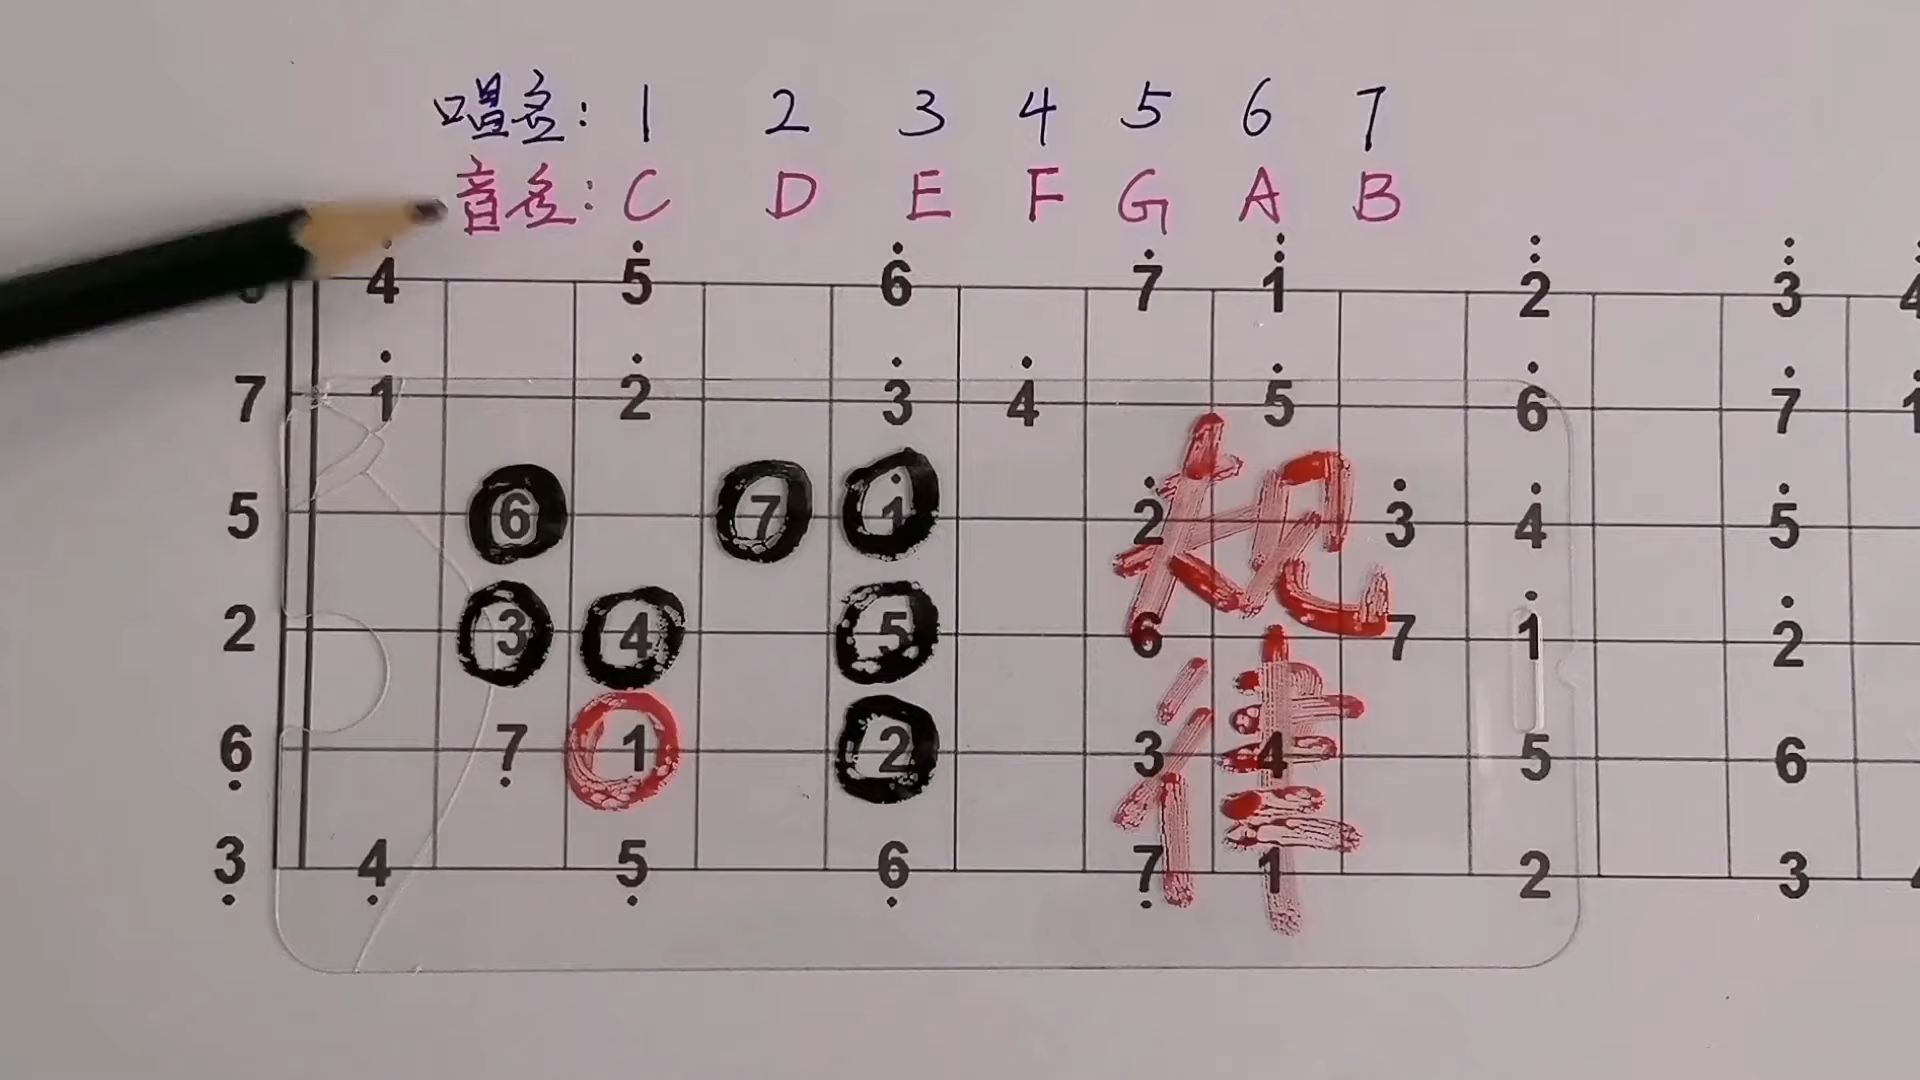 唱名: 1 2 3 4 5 6 7
音名: C D E F G A B
4 5 6 7 1 2 3 4
7 1 2 3 4 5 6 7 1
5 6 7 1 2 3 4 5
2 3 4 5 6 7 1 2
6 7 1 2 3 4 5 6
3 4 5 6 7 1 2 3
规律